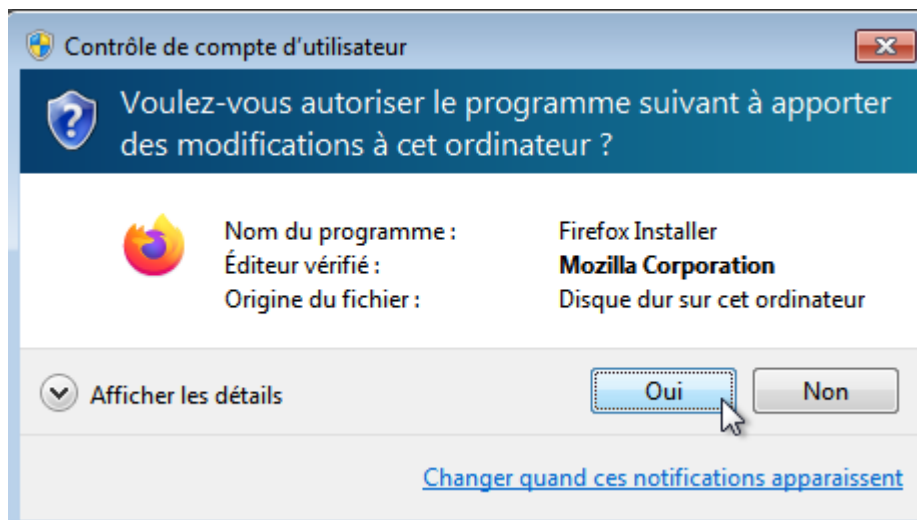 Contrôle de compte d'utilisateur
Voulez-vous autoriser le programme suivant à apporter
des modifications à cet ordinateur ?
Nom du programme : Firefox Installer
Éditeur vérifié : Mozilla Corporation
Origine du fichier : Disque dur sur cet ordinateur
Afficher les détails Oui Non
Changer quand ces notifications apparaissent